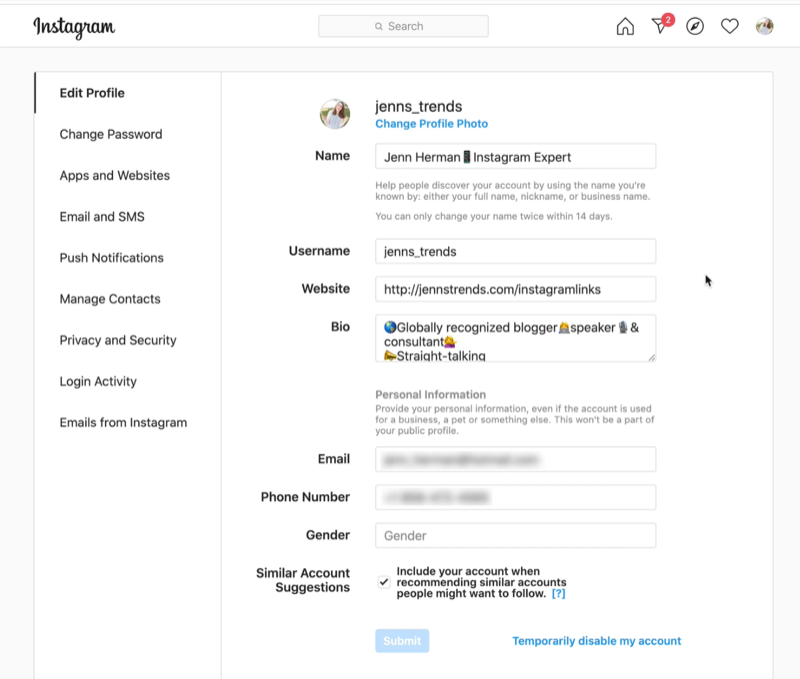 Instagram
Search
2
Edit Profile
Change Password
Apps and Websites
Email and SMS
Push Notifications
Manage Contacts
Privacy and Security
Login Activity
Emails from Instagram
jenns_trends
Change Profile Photo
Name
Jenn Herman📱Instagram Expert
Help people discover your account by using the name you're
known by: either your full name, nickname, or business name.
You can only change your name twice within 14 days.
Username
jenns_trends
Website
http://jennstrends.com/instagramlinks
Bio
🌎Globally recognized blogger🙋speaker🎙&
consultant💁
📣Straight-talking
Personal Information
Provide your personal information, even if the account is used
for a business, a pet or something else. This won't be a part of
your public profile.
Email
Phone Number
Gender
Gender
Similar Account
Suggestions
Include your account when
recommending similar accounts
people might want to follow. [?]
Submit
Temporarily disable my account